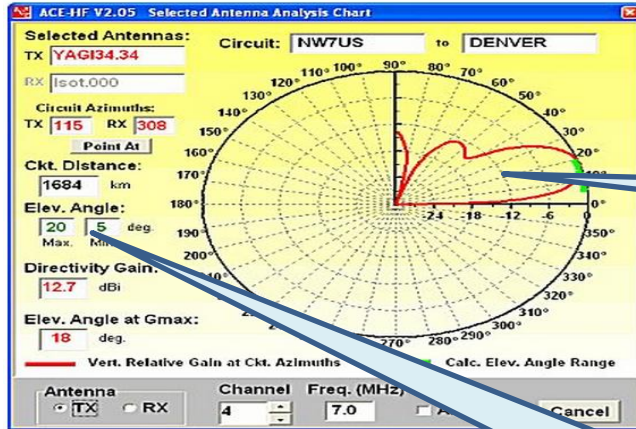 ACE-HF V2.05 Selected Antenna Analysis Chart
Selected Antennas:
TX YAGI34.34
RX Isot.000
Circuit: NW7US to DENVER
Circuit Azimuths:
TX 115 RX 308
Point At
Ckt. Distance:
1684 km
Elev. Angle:
20 5 deg.
Max.
Directivity Gain:
12.7 dBi
Elev. Angle at Gmax:
18 deg.
90°
80°
70°
60°
50°
40°
30°
20°
10°
0°
350°
340°
330°
320°
310°
300°
290°
280°
270°
260°
200°
190°
180°
170°
160°
150°
140°
130°
120°
110°
100°
-24 -18 -12 -6 0
Vert. Relative Gain at Ckt. Azimuths
Calc. Elev. Angle Range
Antenna
TX RX
Channel
4
Freq. (MHz)
7.0
Cancel